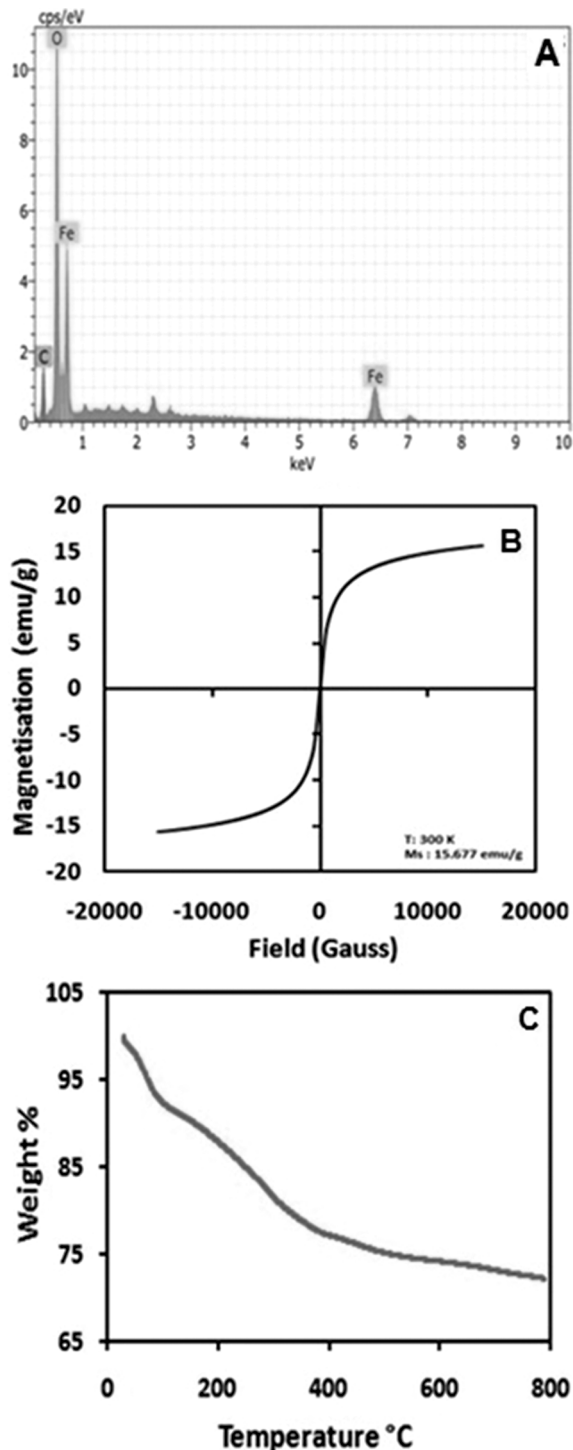 cps/eV
A
O
10
8
6
Fe
4
2
C
Fe
0
1 2 3 4 5 6 7 8 9 10
keV
20
B
15
10
5
0
-5
-10
-15
-20
Magnetisation (emu/g)
T: 300 K
Ms : 15.677 emu/g
-20000 -10000 0 10000 20000
Field (Gauss)
105
C
95
85
75
65
Weight %
0 200 400 600 800
Temperature °C